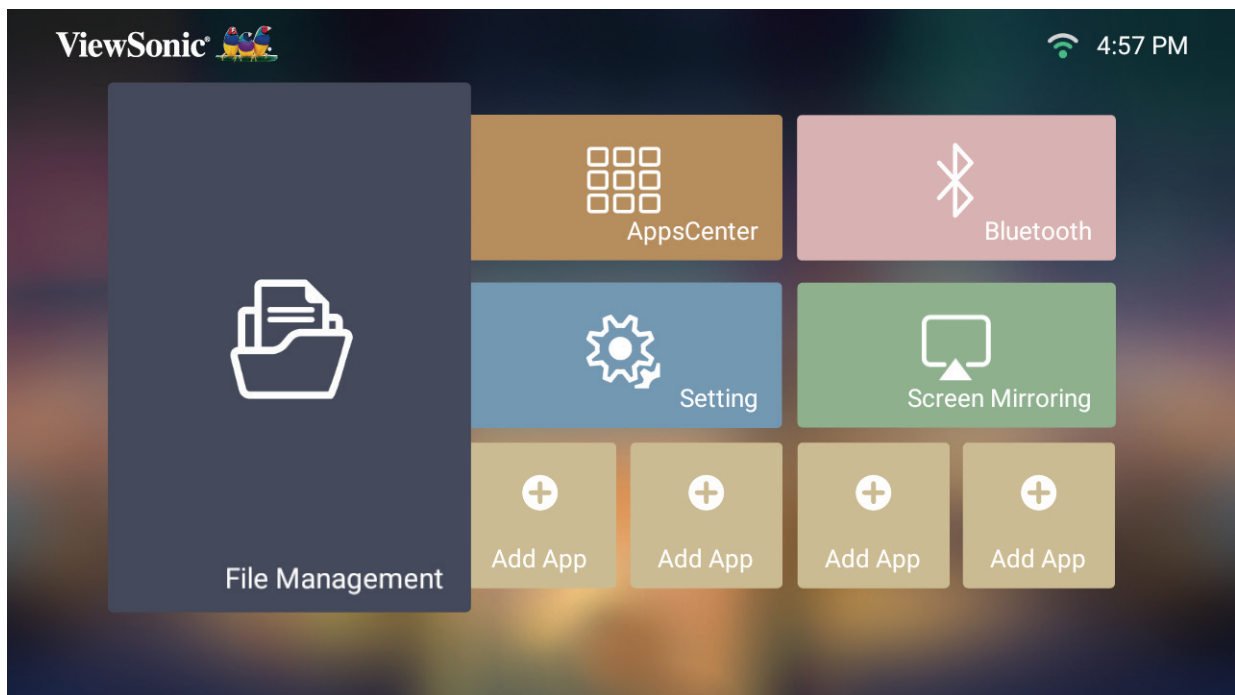 ViewSonic®
4:57 PM
AppsCenter
Bluetooth
Setting
Screen Mirroring
File Management
Add App
Add App
Add App
Add App